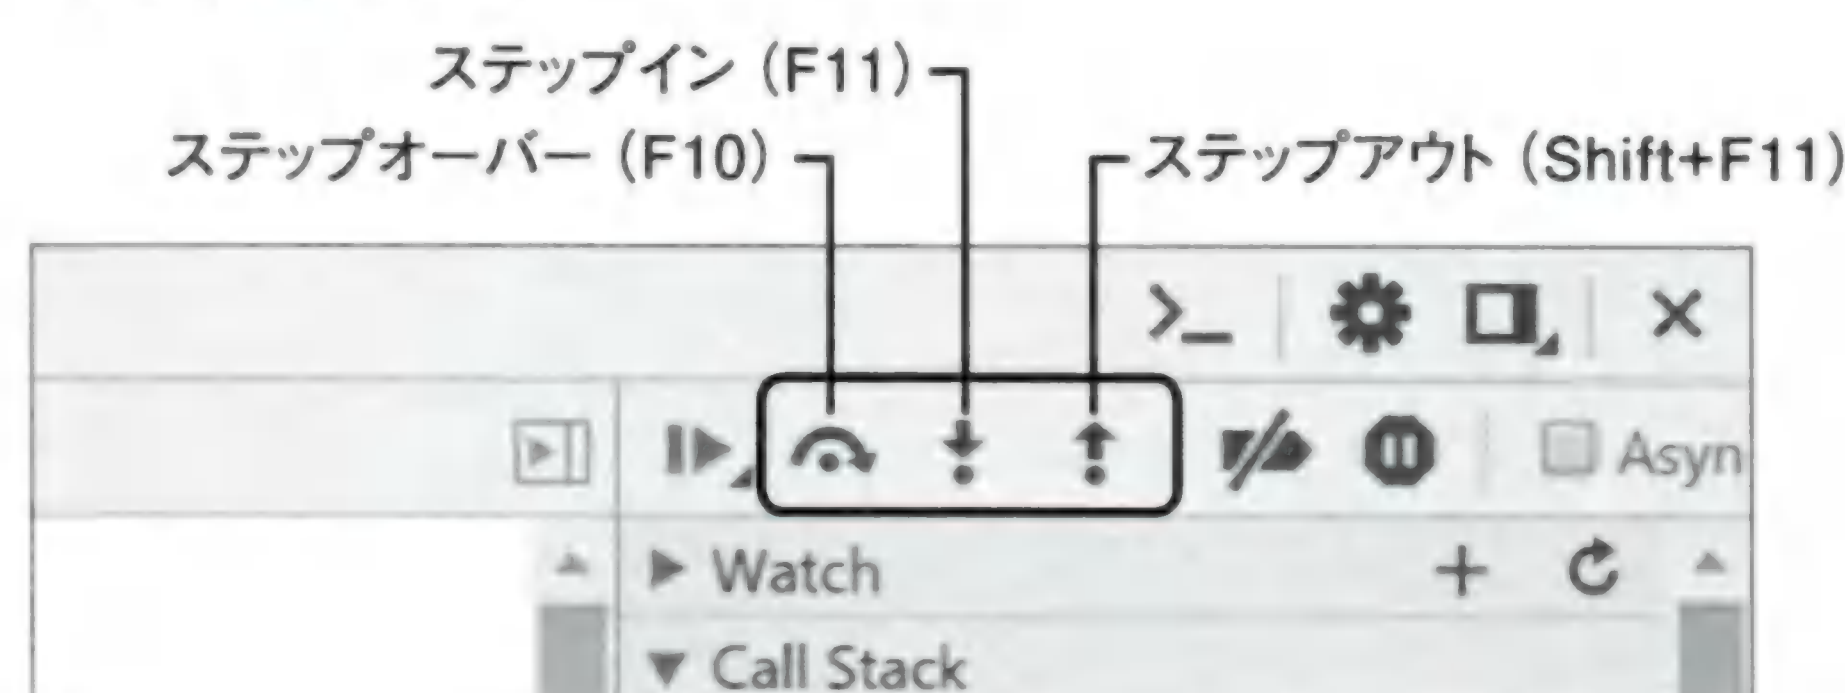 ステップイン（F11）
ステップオーバー（F10）
ステップアウト（Shift+F11）
Asyn
Watch
Call Stack